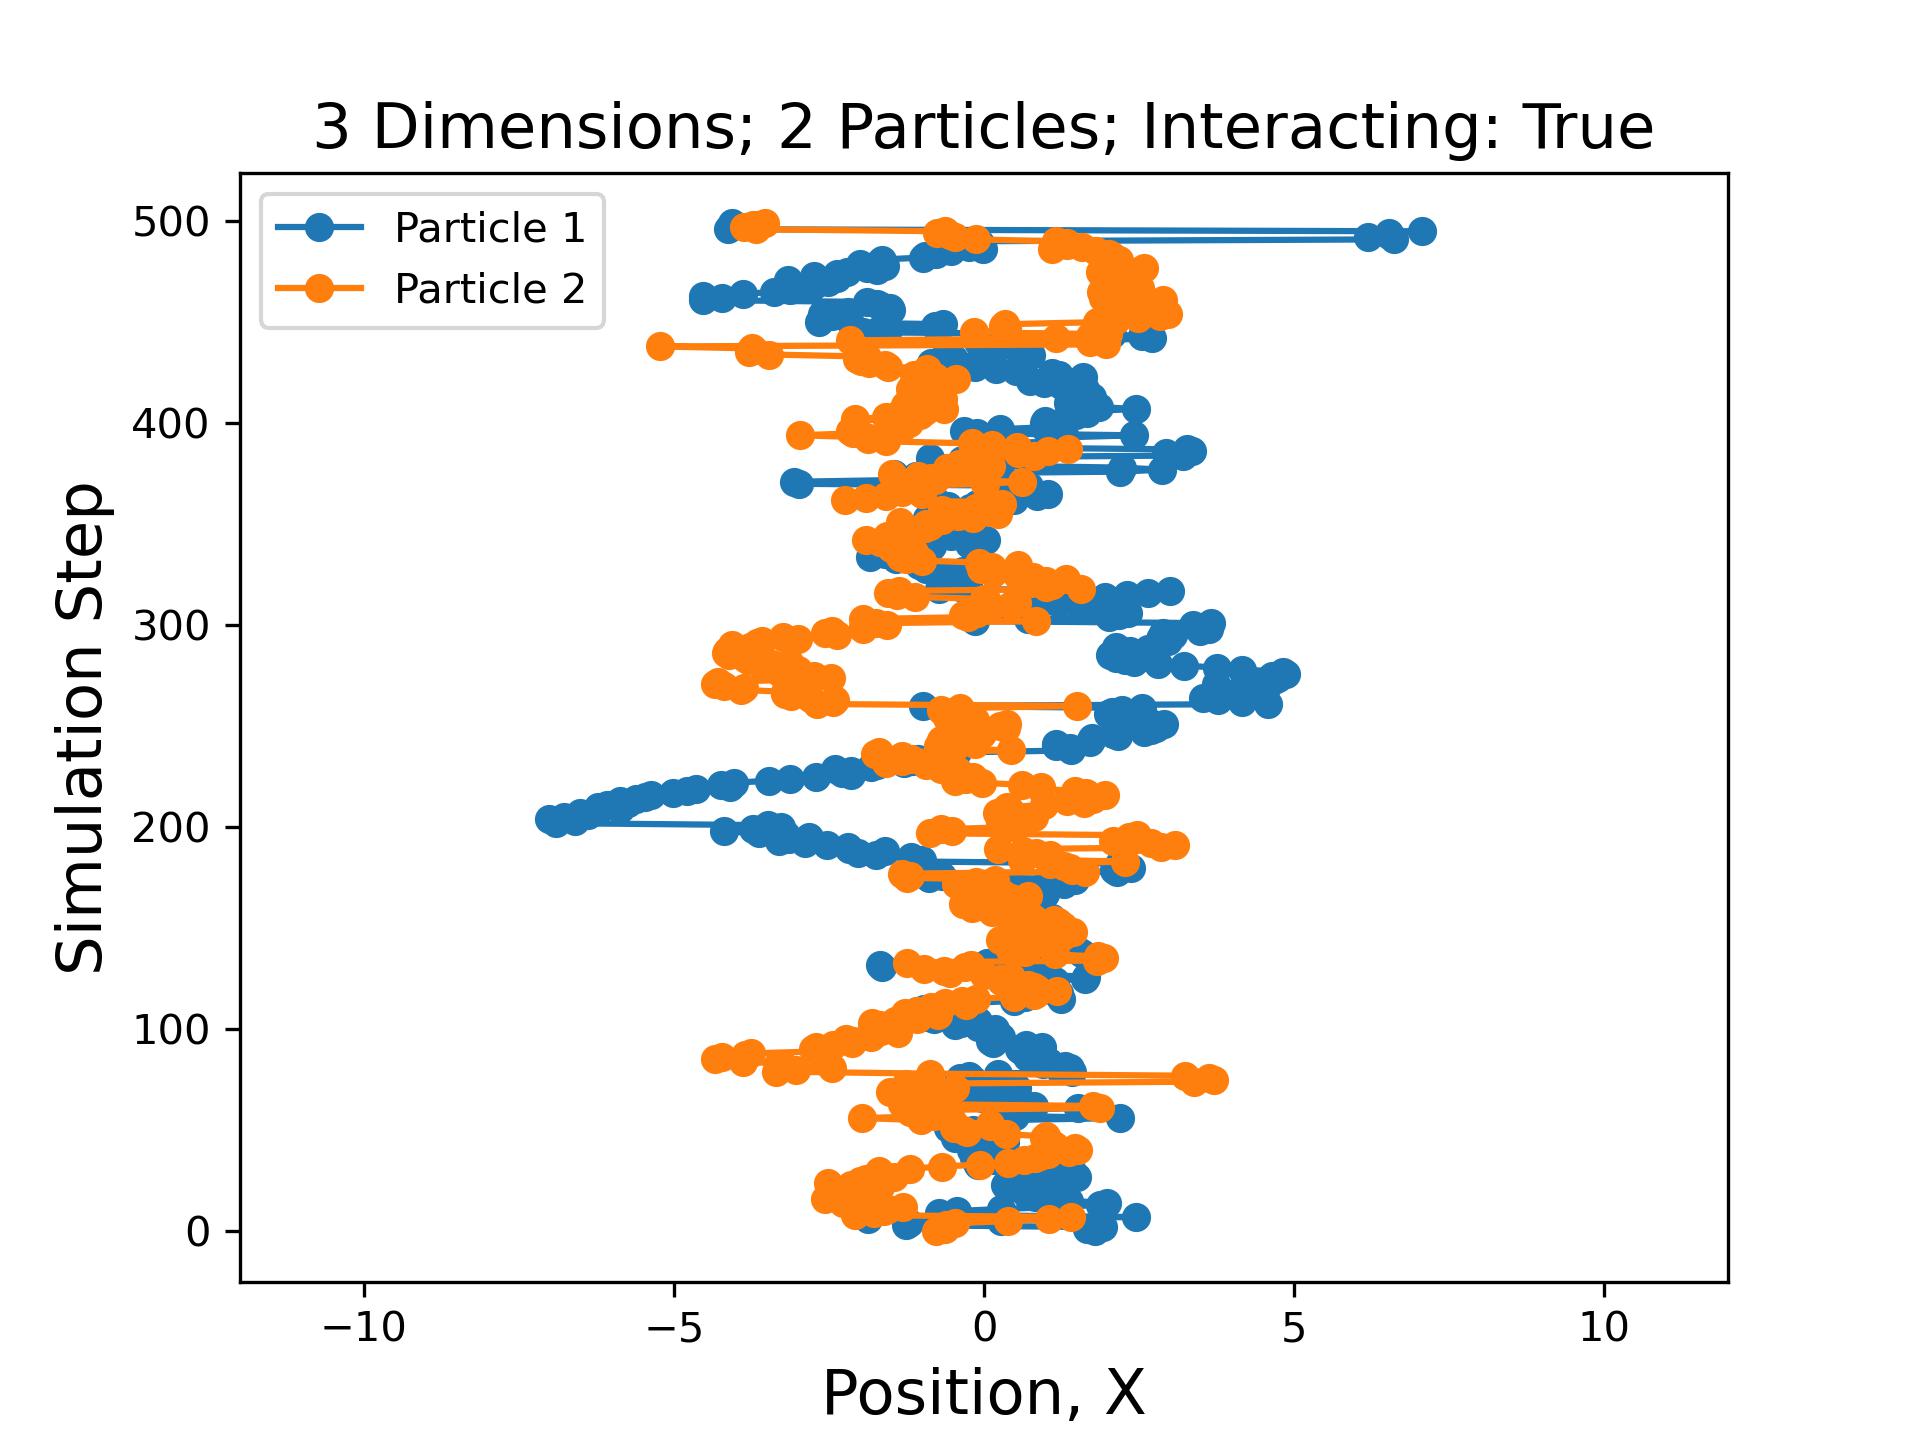 3 Dimensions; 2 Particles; Interacting: True
Particle 1
Particle 2
500
400
300
200
100
0
Simulation Step
−10
−5
0
5
10
Position, X